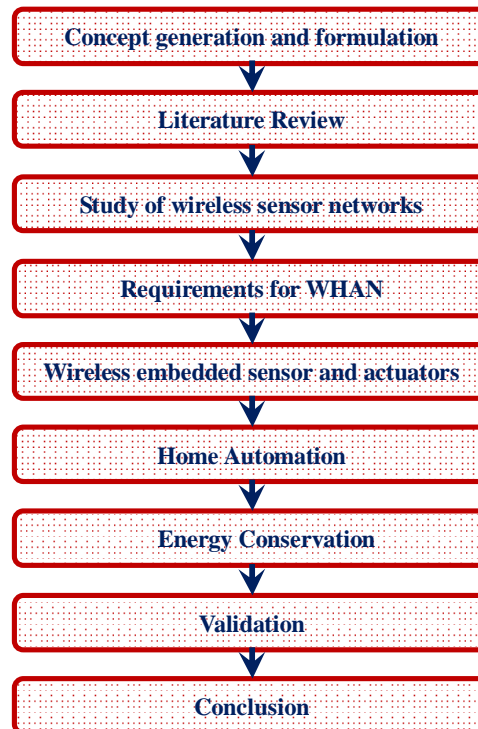 Concept generation and formulation
Literature Review
Study of wireless sensor networks
Requirements for WHAN
Wireless embedded sensor and actuators
Home Automation
Energy Conservation
Validation
Conclusion